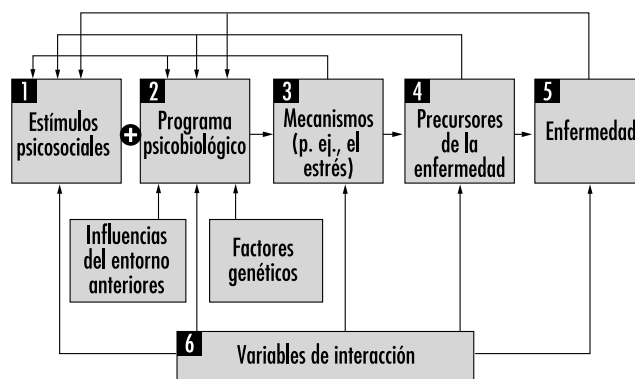 1
Estímulos
psicosociales
+
2
Programa
psicobiológico
3
Mecanismos
(p. ej., el
estrés)
4
Precursores
de la
enfermedad
5
Enfermedad
Influencias
del entorno
anteriores
Factores
genéticos
6
Variables de interacción